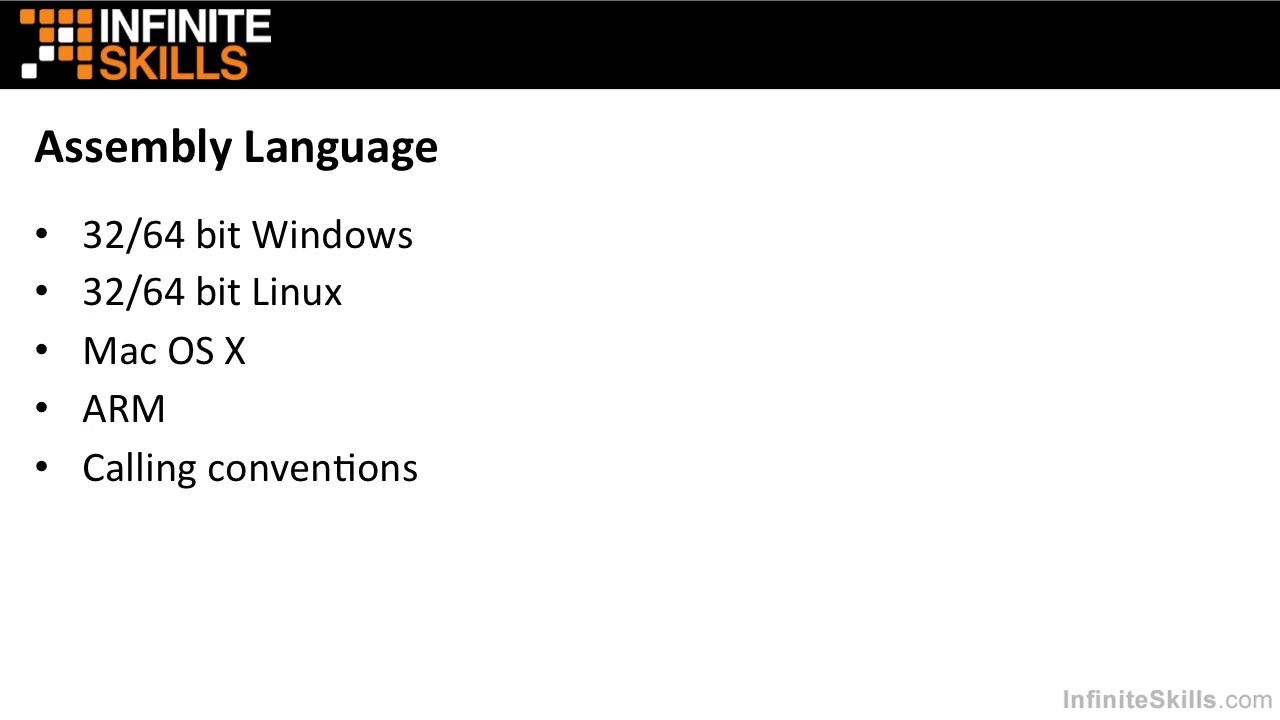 INFINITE
SKILLS
Assembly Language
• 32/64 bit Windows
• 32/64 bit Linux
• Mac OS X
• ARM
• Calling conventions
InfiniteSkills.com